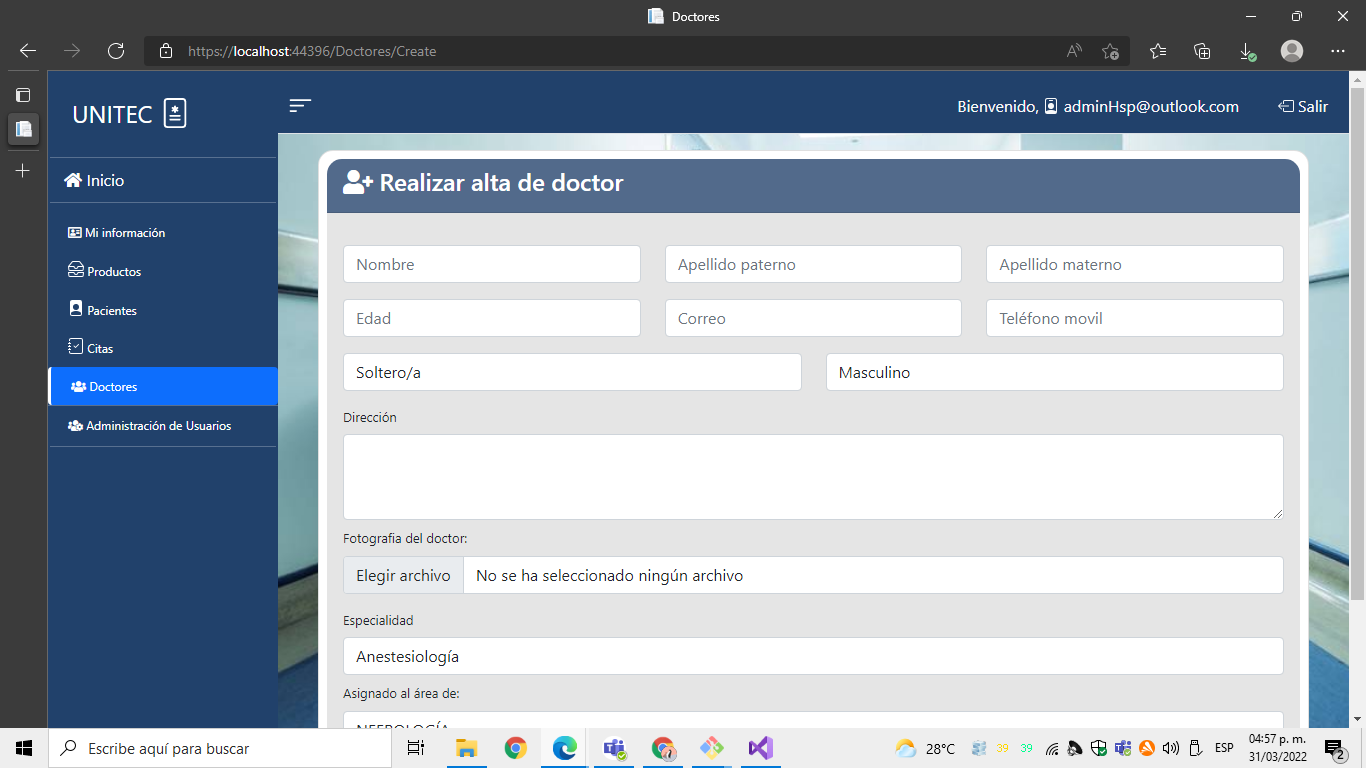 Doctores
https://localhost:44396/Doctores/Create
UNITEC
Bienvenido, adminHsp@outlook.com Salir
Inicio
Mi información
Productos
Pacientes
Citas
Doctores
Administración de Usuarios
Realizar alta de doctor
Nombre Apellido paterno Apellido materno
Edad Correo Teléfono movil
Soltero/a Masculino
Dirección
Fotografia del doctor:
Elegir archivo No se ha seleccionado ningún archivo
Especialidad
Anestesiología
Asignado al área de:
NEFROLOGÍA
Escribe aquí para buscar
28°C 39 39 ESP 04:57 p. m.
31/03/2022
2